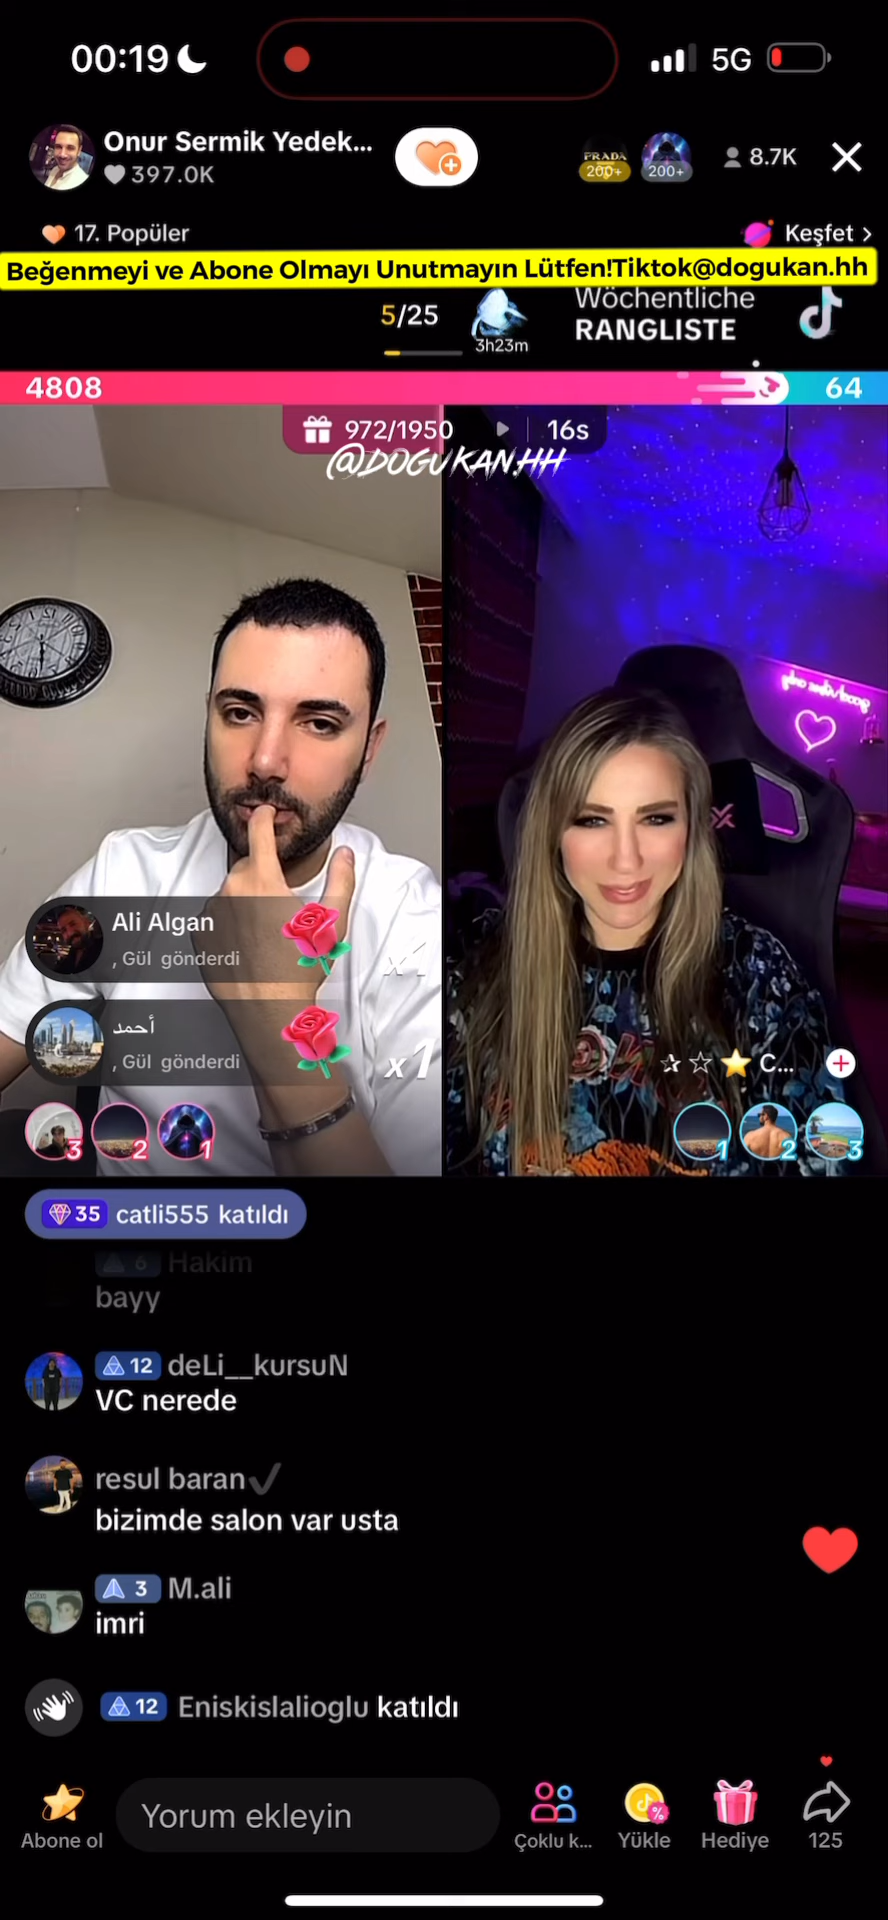 00:19
5G
Onur Sermik Yedek...
397.0K
PRADA
200+
200+
8.7K
17. Popüler
Keşfet >
Beğenmeyi ve Abone Olmayı Unutmayın Lütfen!Tiktok@dogukan.hh
5/25
3h23m
Wöchentliche
RANGLISTE
4808
64
972/1950
16s
@DOGUKAN.HH
Ali Algan
, Gül gönderdi
x1
أحمد
, Gül gönderdi
x1
C...
3
2
1
1
2
3
35 catli555 katıldı
6 Hakim
bayy
12 deLi__kursuN
VC nerede
resul baran
bizimde salon var usta
3 M.ali
imri
12 Eniskislalioglu katıldı
Abone ol
Yorum ekleyin
Çoklu k...
Yükle
Hediye
125